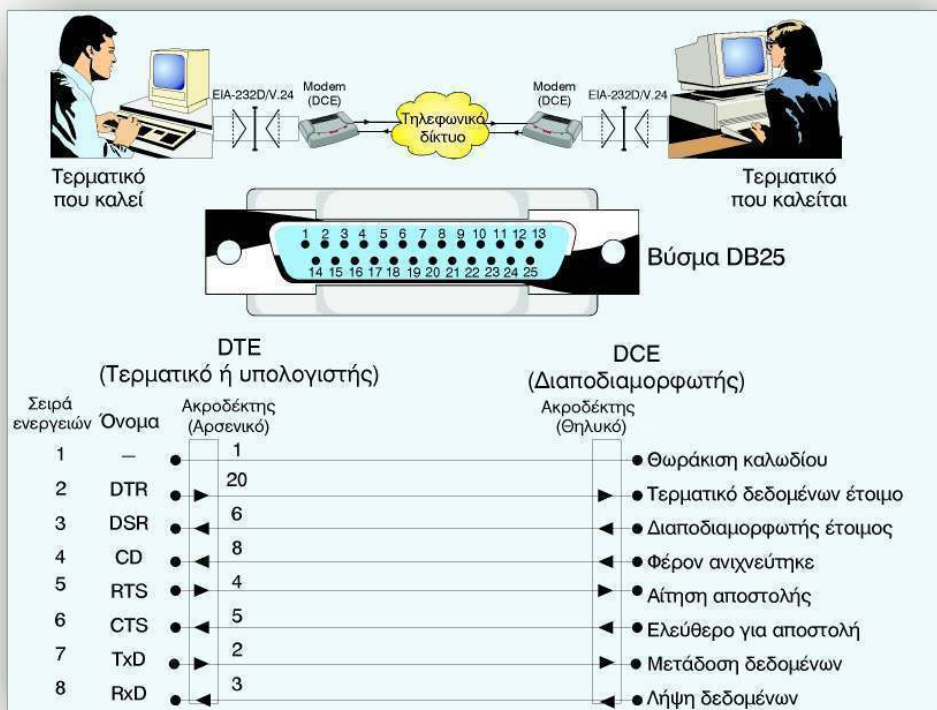 EIA-232D/V.24
Modem
(DCE)
Τηλεφωνικό
δίκτυο
Modem
(DCE)
EIA-232D/V.24
Τερματικό
που καλεί
Τερματικό
που καλείται
1 2 3 4 5 6 7 8 9 10 11 12 13
14 15 16 17 18 19 20 21 22 23 24 25
Βύσμα DB25
DTE
(Τερματικό ή υπολογιστής)
DCE
(Διαποδιαμορφωτής)
Σειρά
ενεργειών
Όνομα
Ακροδέκτης
(Αρσενικό)
Ακροδέκτης
(Θηλυκό)
1 – 1 Θωράκιση καλωδίου
2 DTR 20 Τερματικό δεδομένων έτοιμο
3 DSR 6 Διαποδιαμορφωτής έτοιμος
4 CD 8 Φέρον ανιχνεύτηκε
5 RTS 4 Αίτηση αποστολής
6 CTS 5 Ελεύθερο για αποστολή
7 TxD 2 Μετάδοση δεδομένων
8 RxD 3 Λήψη δεδομένων